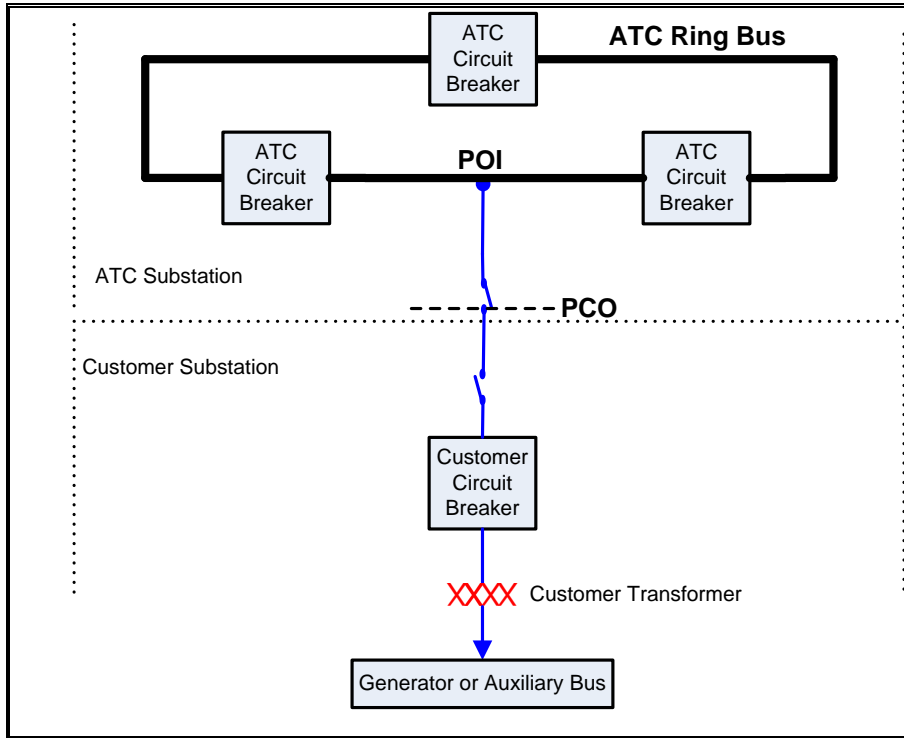 ATC
Circuit
Breaker
ATC Ring Bus
ATC
Circuit
Breaker
POI
ATC
Circuit
Breaker
ATC Substation
PCO
Customer Substation
Customer
Circuit
Breaker
Customer Transformer
Generator or Auxiliary Bus